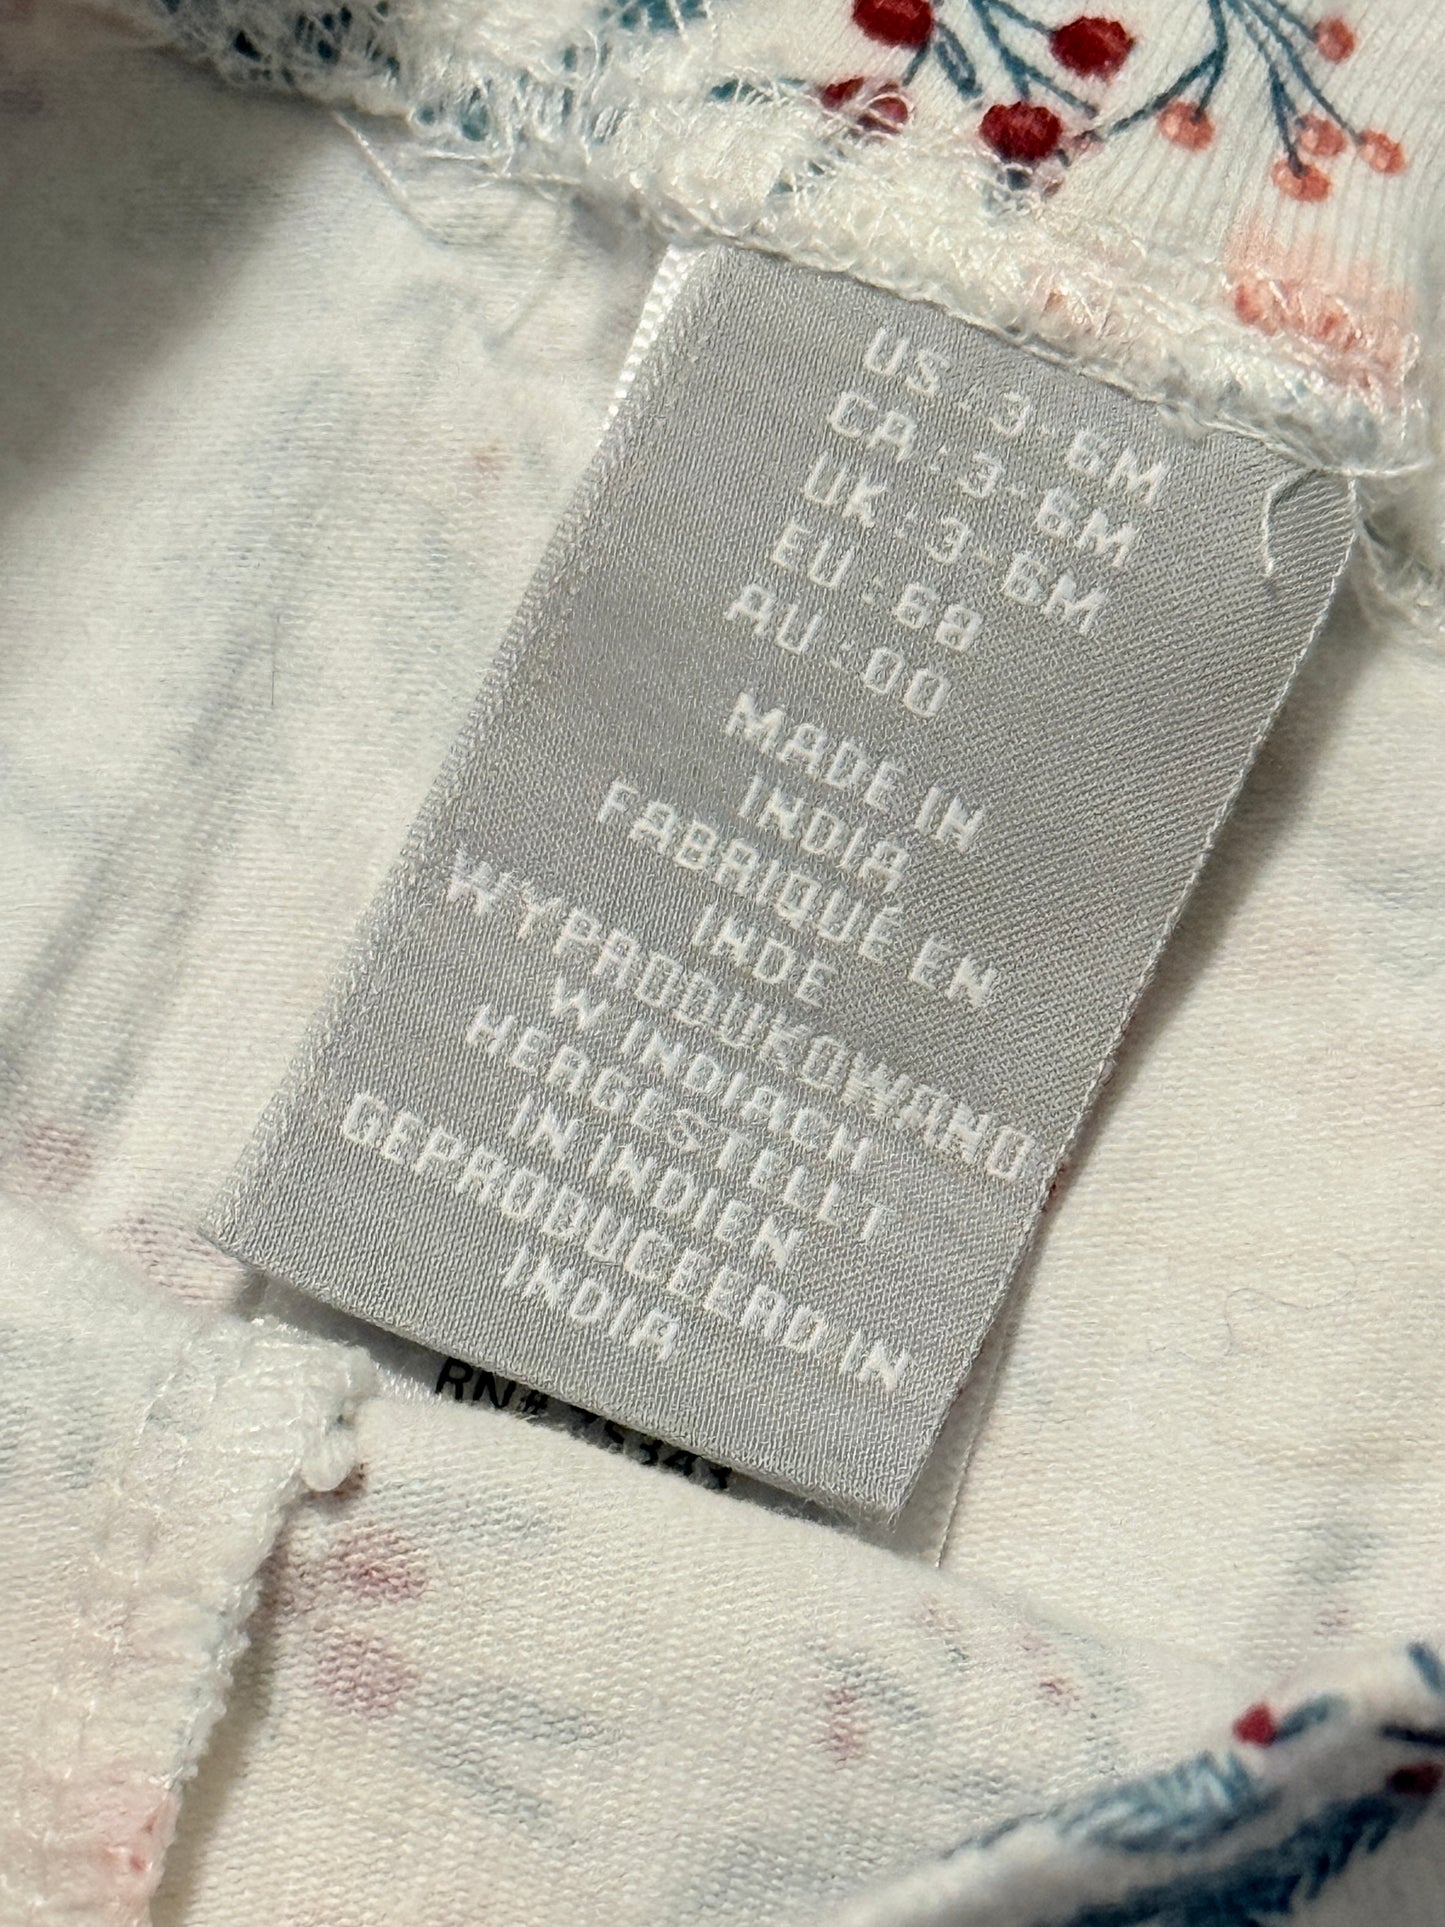 US : 3-6M
CA : 3-6M
UK : 3-6M
EU : 68
AU : 00
MADE IN
INDIA
FABRIQUÉ EN
INDE
WYPRODUKOWANO
W INDIACH
HERGESTELLT
IN INDIEN
GEPRODUCEERD IN
INDIA
RN#